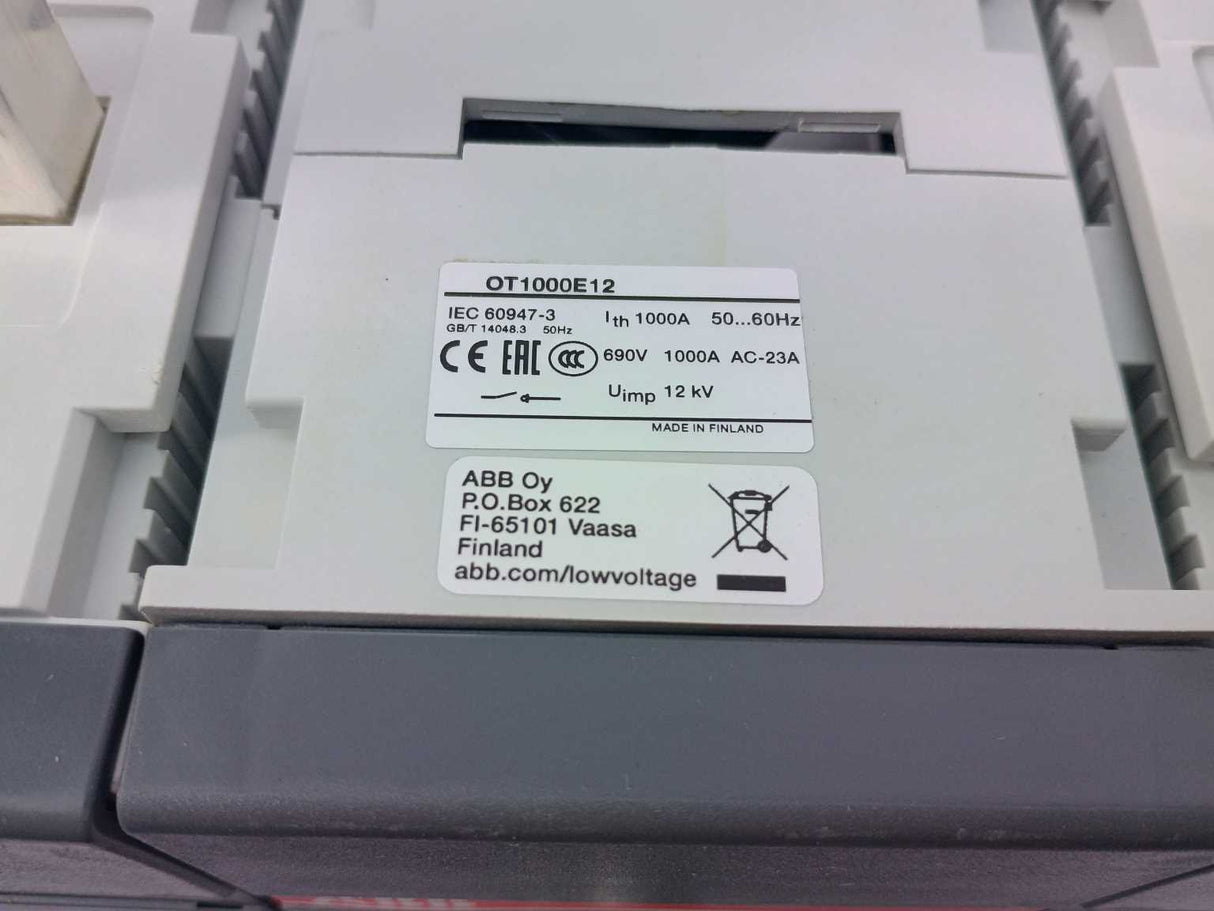 OT1000E12
IEC 60947-3 Ith 1000A 50...60Hz
GB/T 14048.3 50Hz
CE EAC CCC 690V 1000A AC-23A
Uimp 12 kV
MADE IN FINLAND
ABB Oy
P.O.Box 622
FI-65101 Vaasa
Finland
abb.com/lowvoltage